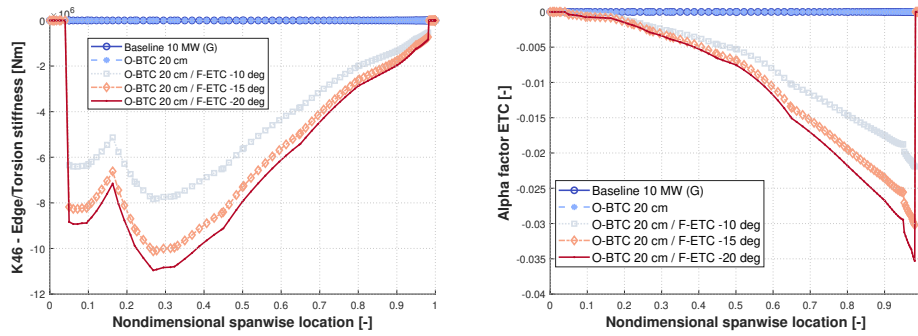 ×10⁶
0
-2
-4
-6
-8
-10
-12
K46 - Edge/Torsion stiffness [Nm]
Baseline 10 MW (G)
O-BTC 20 cm
O-BTC 20 cm / F-ETC -10 deg
O-BTC 20 cm / F-ETC -15 deg
O-BTC 20 cm / F-ETC -20 deg
0 0.1 0.2 0.3 0.4 0.5 0.6 0.7 0.8 0.9 1
Nondimensional spanwise location [-]
0
-0.005
-0.01
-0.015
-0.02
-0.025
-0.03
-0.035
-0.04
Alpha factor ETC [-]
Baseline 10 MW (G)
O-BTC 20 cm
O-BTC 20 cm / F-ETC -10 deg
O-BTC 20 cm / F-ETC -15 deg
O-BTC 20 cm / F-ETC -20 deg
0 0.1 0.2 0.3 0.4 0.5 0.6 0.7 0.8 0.9
Nondimensional spanwise location [-]